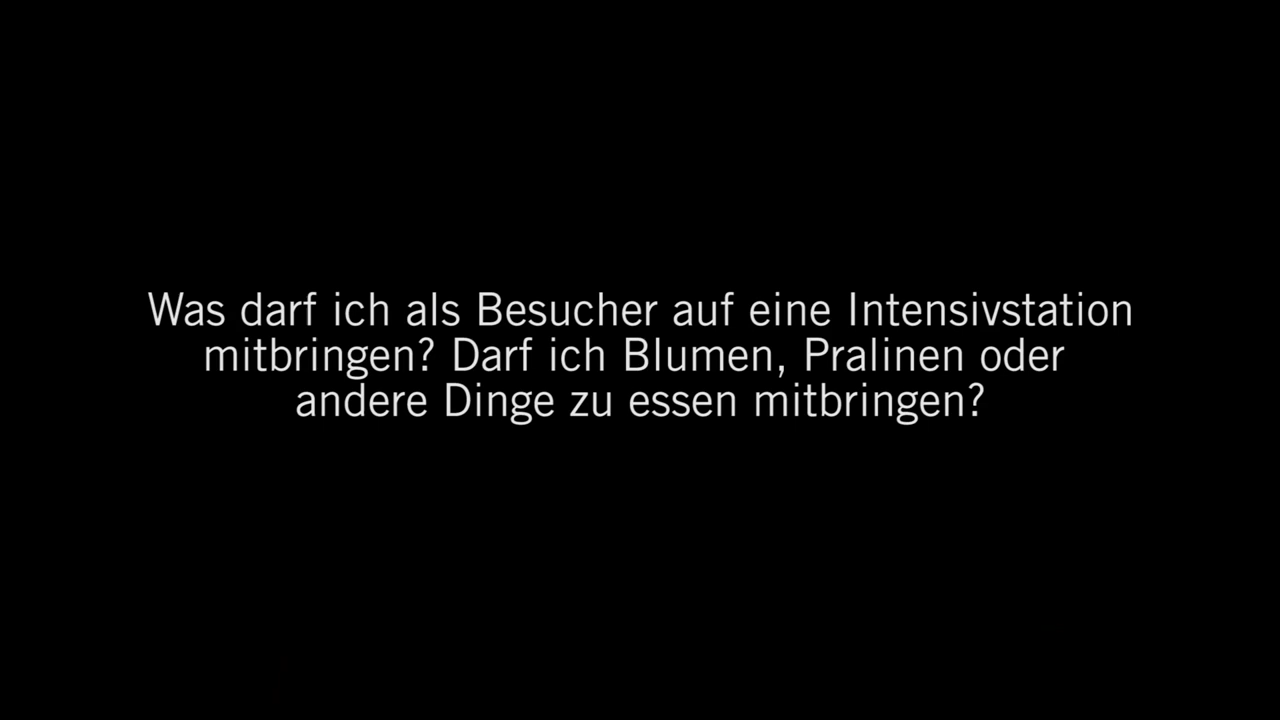 Was darf ich als Besucher auf eine Intensivstation
mitbringen? Darf ich Blumen, Pralinen oder
andere Dinge zu essen mitbringen?